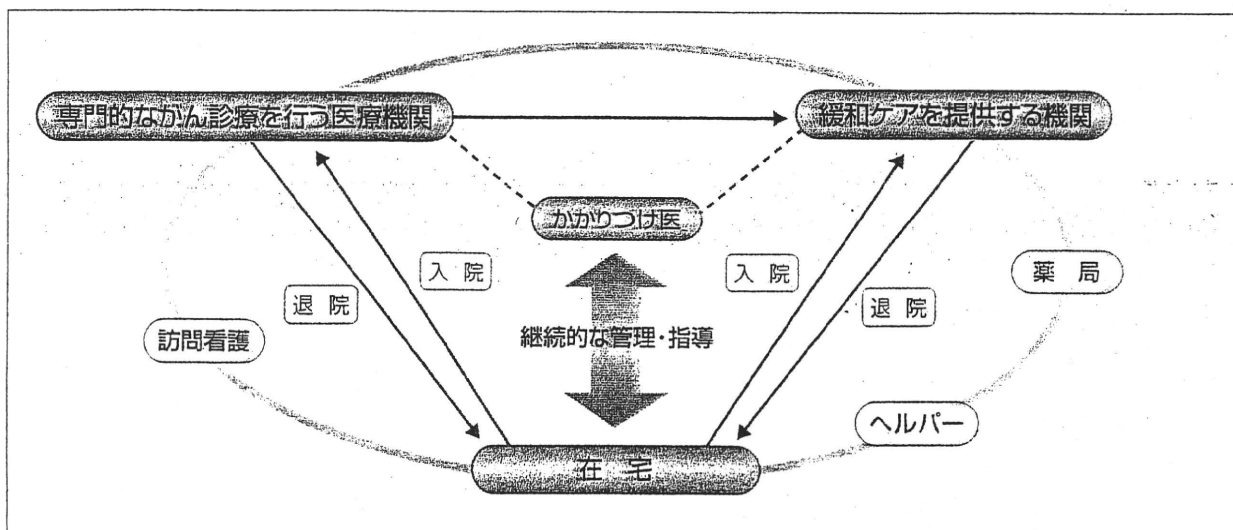 専門的ながん診療を行う医療機関
緩和ケアを提供する機関
かかりつけ医
入院
入院
薬局
退院
退院
訪問看護
継続的な管理・指導
ヘルパー
在宅